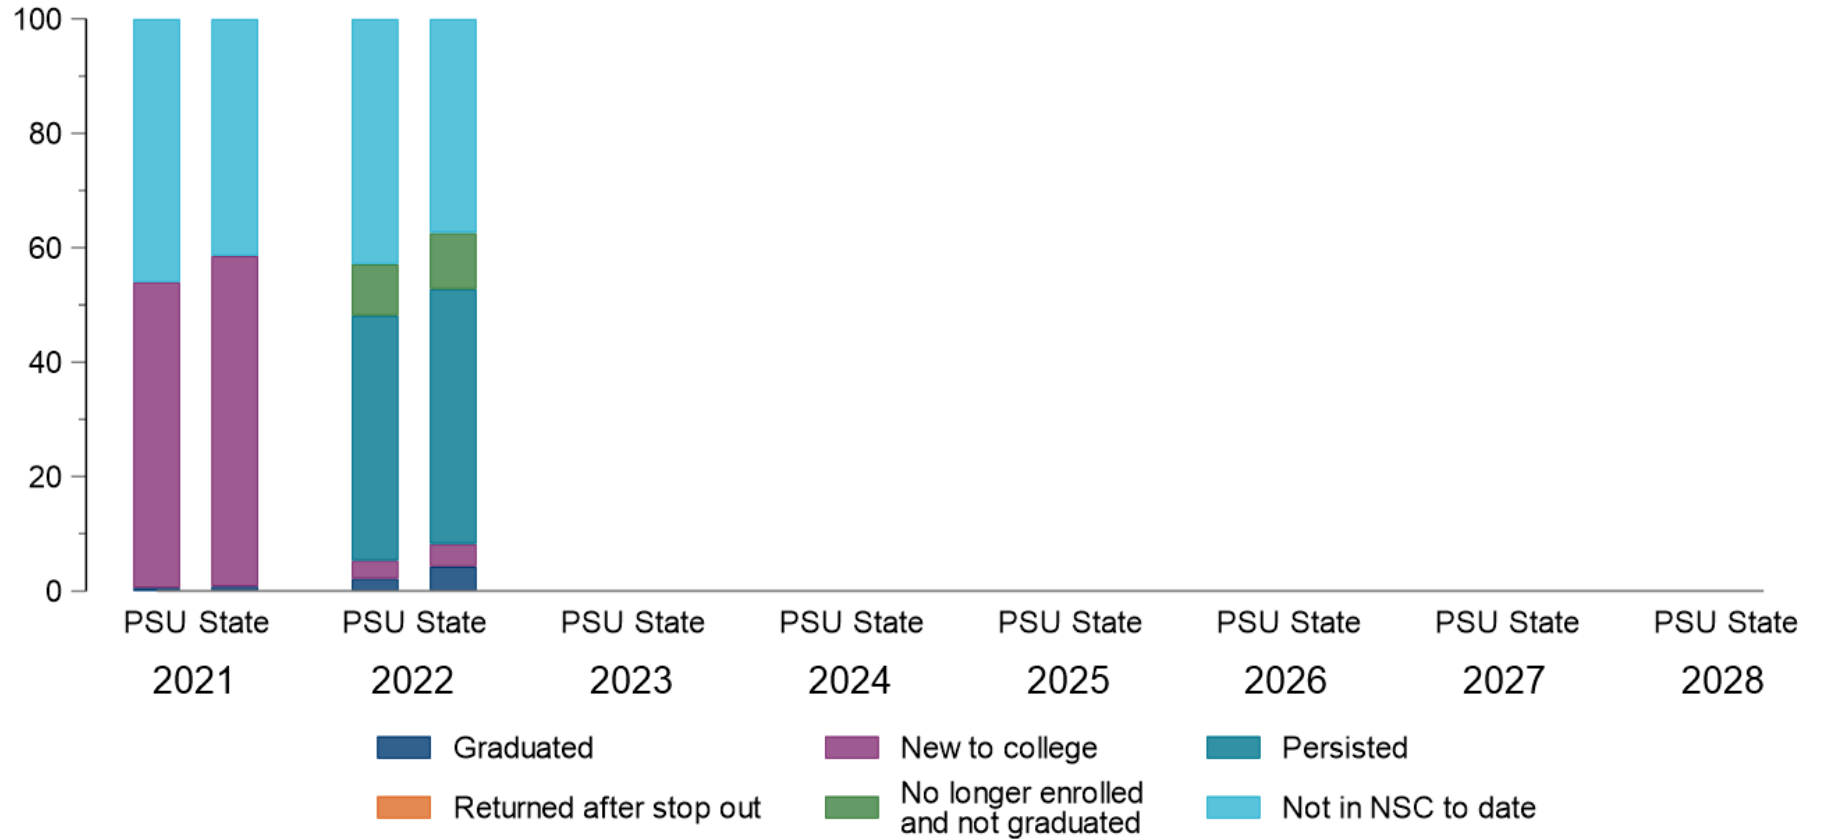 100
80
60
40
20
0
PSU State PSU State PSU State PSU State PSU State PSU State PSU State PSU State
2021 2022 2023 2024 2025 2026 2027 2028
Graduated New to college Persisted
Returned after stop out No longer enrolled Not in NSC to date
and not graduated